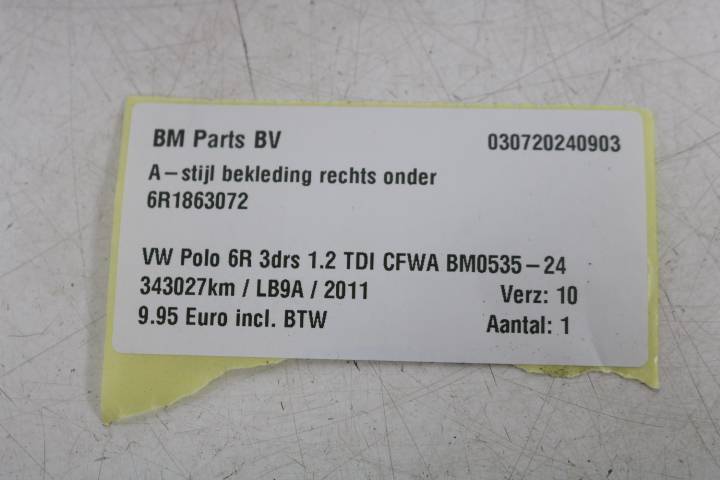 BM Parts BV 030720240903
A-stijl bekleding rechts onder
6R1863072
VW Polo 6R 3drs 1.2 TDI CFWA BM0535-24
343027km / LB9A / 2011 Verz: 10
9.95 Euro incl. BTW Aantal: 1